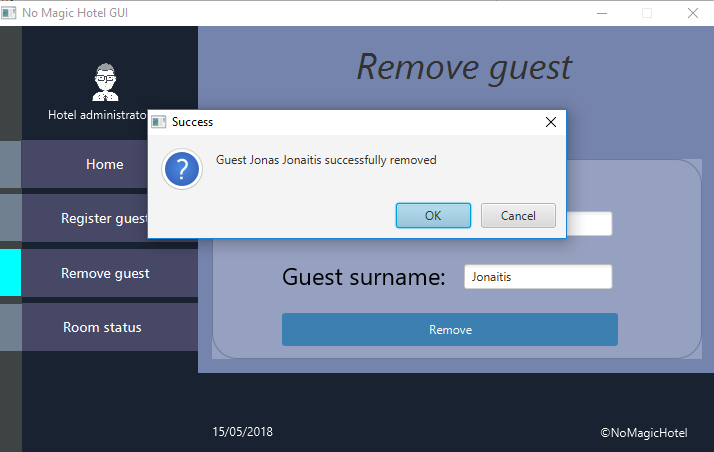 No Magic Hotel GUI
Remove guest
Hotel administrato
Success
Guest Jonas Jonaitis successfully removed
OK
Cancel
Home
Register guest
Remove guest
Room status
Guest surname:
Jonaitis
Remove
15/05/2018
©NoMagicHotel